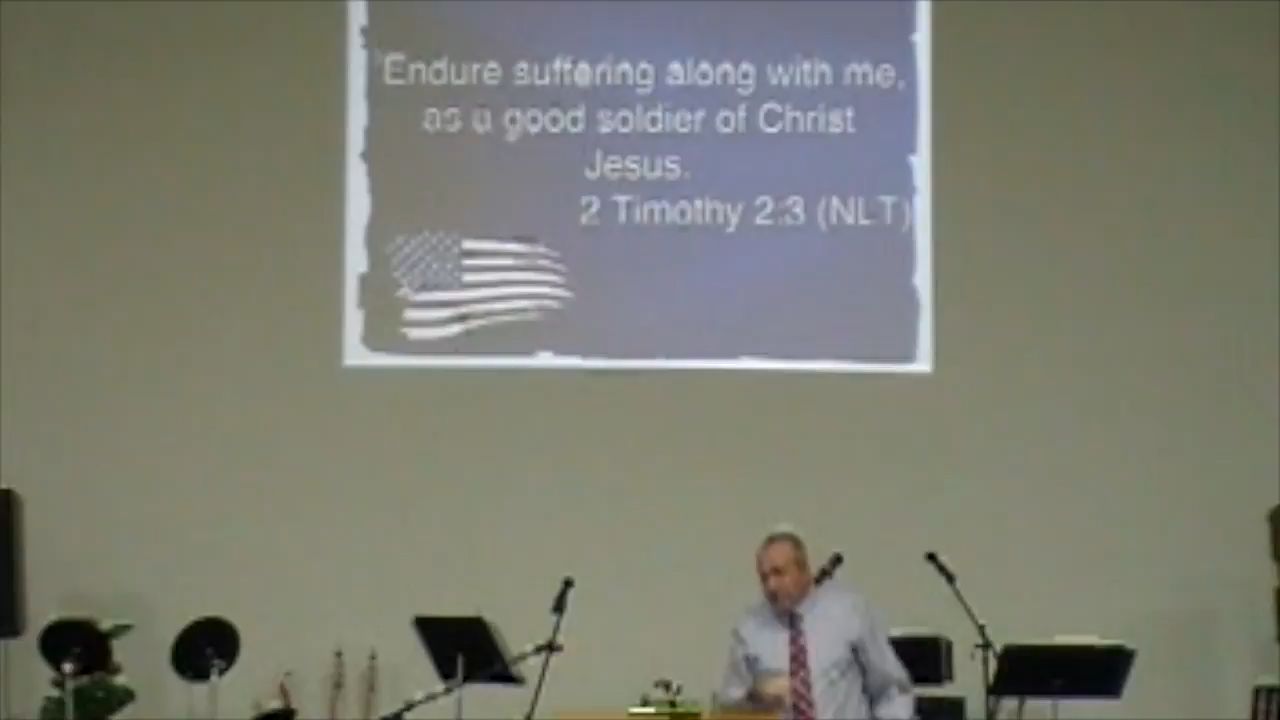 "Endure suffering along with me,
as a good soldier of Christ
Jesus.
2 Timothy 2:3 (NLT)